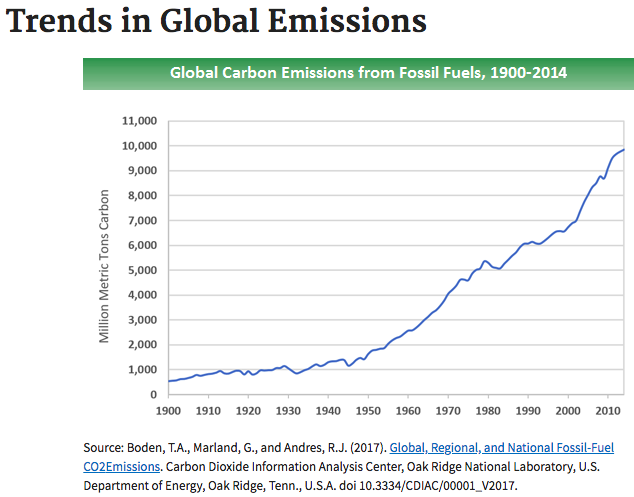 Trends in Global Emissions
Global Carbon Emissions from Fossil Fuels, 1900-2014
Million Metric Tons Carbon
11,000
10,000
9,000
8,000
7,000
6,000
5,000
4,000
3,000
2,000
1,000
0
1900 1910 1920 1930 1940 1950 1960 1970 1980 1990 2000 2010
Source: Boden, T.A., Marland, G., and Andres, R.J. (2017). Global, Regional, and National Fossil-Fuel
CO2Emissions. Carbon Dioxide Information Analysis Center, Oak Ridge National Laboratory, U.S.
Department of Energy, Oak Ridge, Tenn., U.S.A. doi 10.3334/CDIAC/00001_V2017.